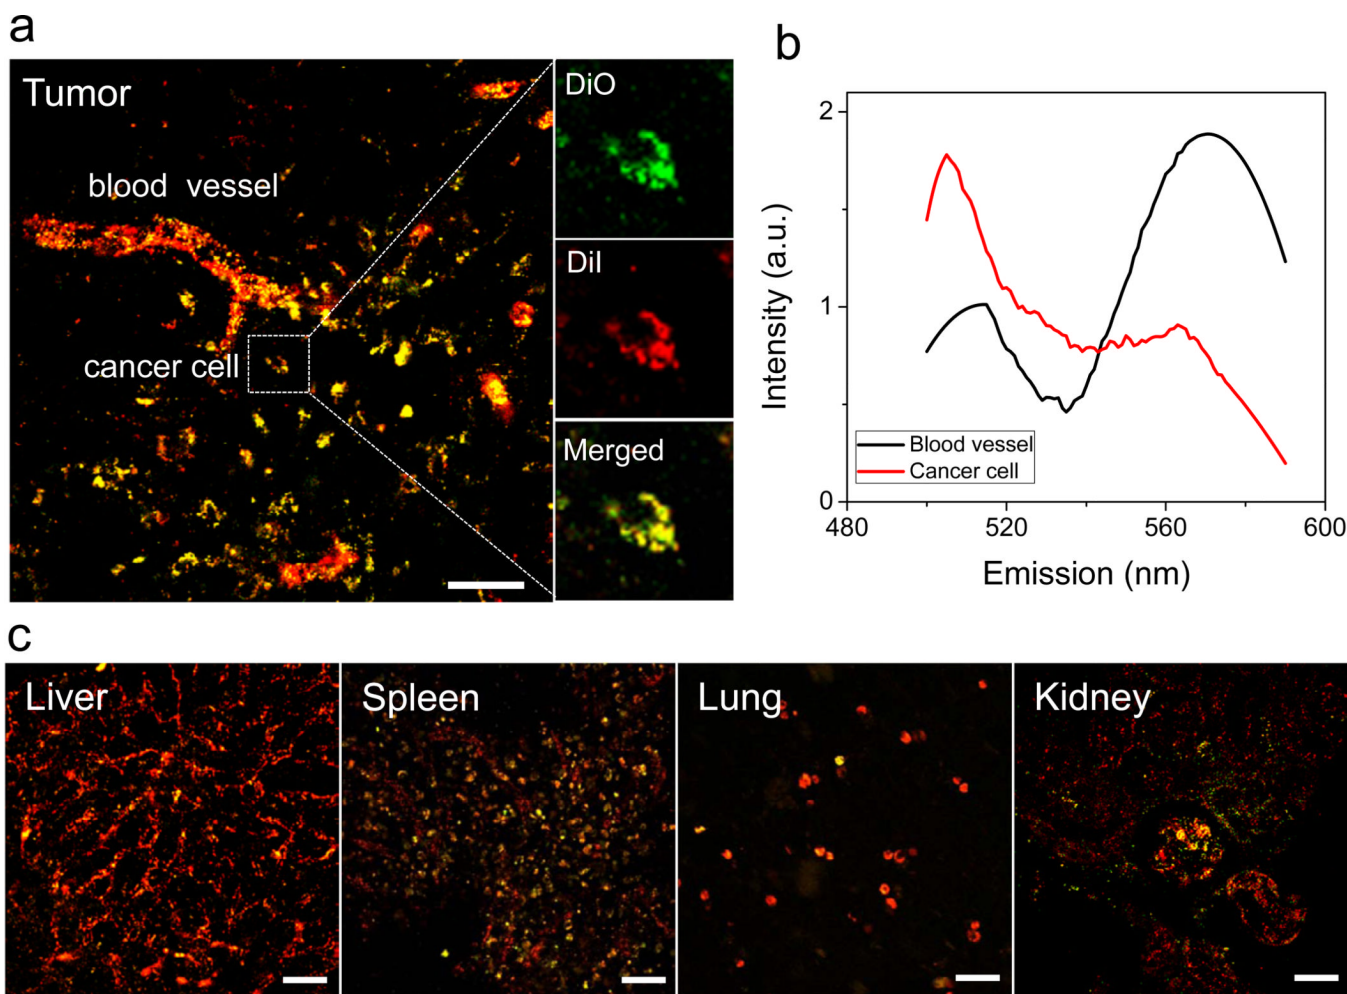 a
Tumor
blood vessel
cancer cell
DiO
DiI
Merged
b
Intensity (a.u.)
2
1
0
Blood vessel
Cancer cell
480
520
560
600
Emission (nm)
c
Liver
Spleen
Lung
Kidney